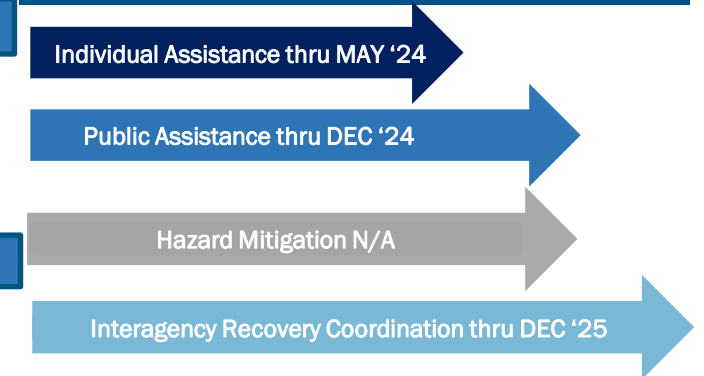 Individual Assistance thru MAY ‘24
Public Assistance thru DEC ‘24
Hazard Mitigation N/A
Interagency Recovery Coordination thru DEC ‘25